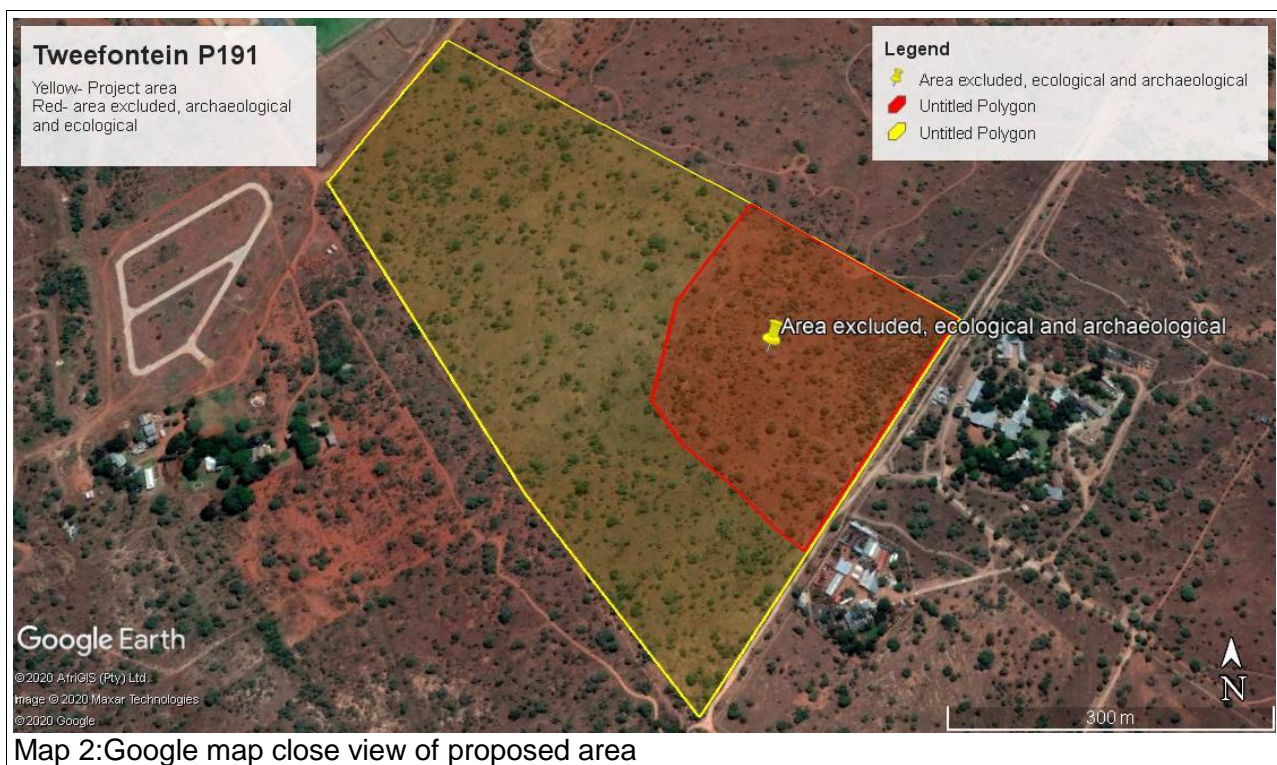 Tweefontein P191
Yellow- Project area
Red- area excluded, archaeological
and ecological
Legend
Area excluded, ecological and archaeological
Untitled Polygon
Untitled Polygon
Area excluded, ecological and archaeological
Google Earth
©2020 AfriGIS (Pty) Ltd.
Image © 2020 Maxar Technologies
©2020 Google
N
300 m
Map 2:Google map close view of proposed area